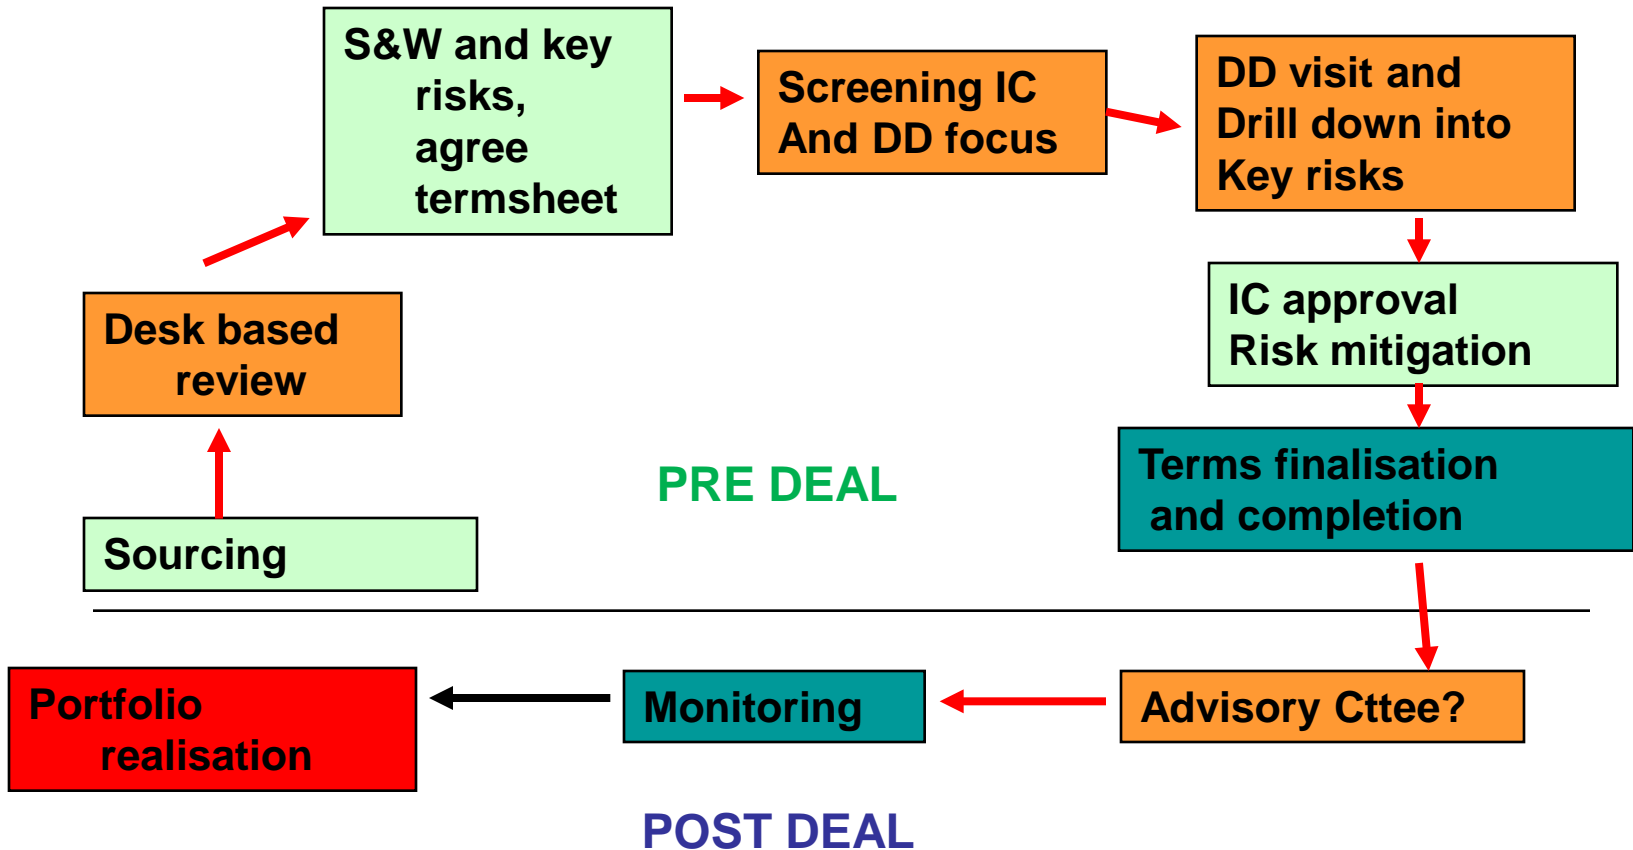 S&W and key
risks,
agree
termsheet
Screening IC
And DD focus
DD visit and
Drill down into
Key risks
Desk based
review
IC approval
Risk mitigation
PRE DEAL
Terms finalisation
and completion
Sourcing
Portfolio
realisation
Monitoring
Advisory Cttee?
POST DEAL